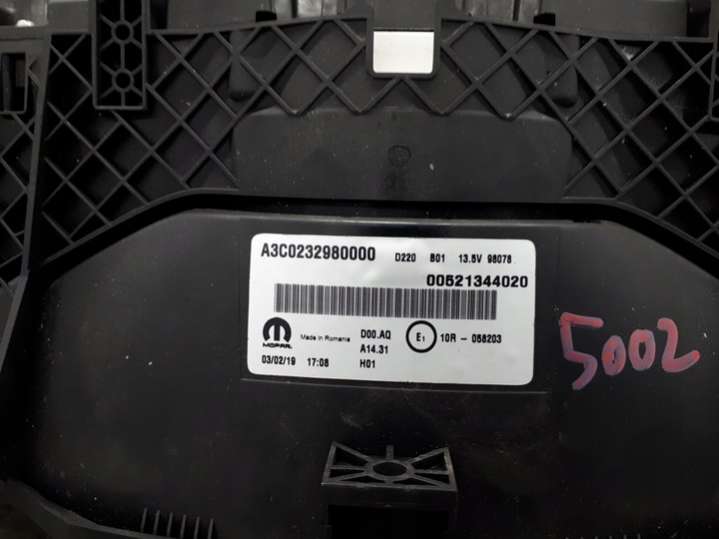 A3C0232980000 D220 B01 13.5V 98078
00521344020
MOPAR
Made in Romania
D00.AQ
A14.31
H01
E1
10R - 058203
03/02/19 17:08
5002